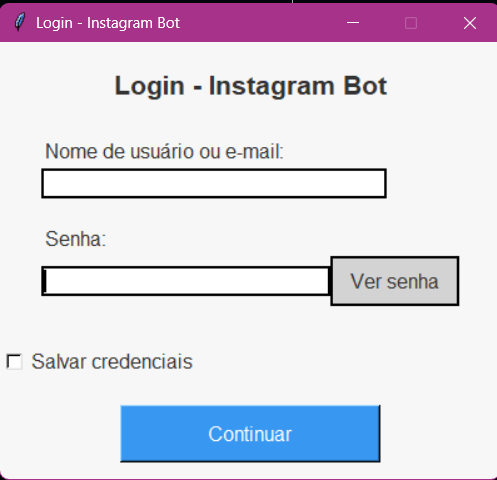 Login - Instagram Bot
Login - Instagram Bot
Nome de usuário ou e-mail:
Senha:
Ver senha
Salvar credenciais
Continuar